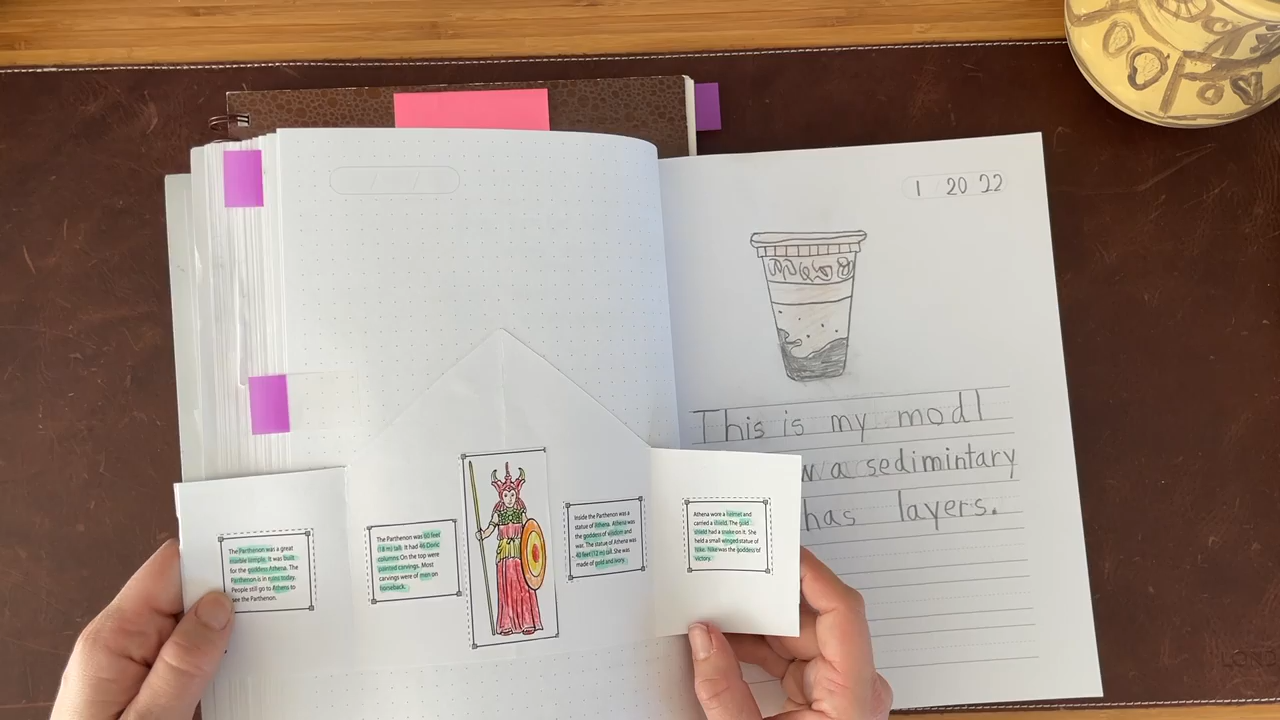 1 20 22
This is my modl
a sedimintary
has layers.
The Parthenon was a great
marble temple. It was built
for the goddess Athena. The
Parthenon is in ruins today.
People still go to Athens to
see the Parthenon.
The Parthenon was 60 feet
(18 m) tall. It had 46 Doric
columns. On the top were
painted carvings. Most
carvings were of men on
horseback.
Inside the Parthenon was a
statue of Athena. Athena was
the goddess of wisdom and
war. The statue of Athena was
40 feet (12 m) tall. She was
made of gold and ivory.
Athena wore a helmet and
carried a shield. The gold
shield had a snake on it. She
held a small winged statue of
Nike. Nike was the goddess of
victory.